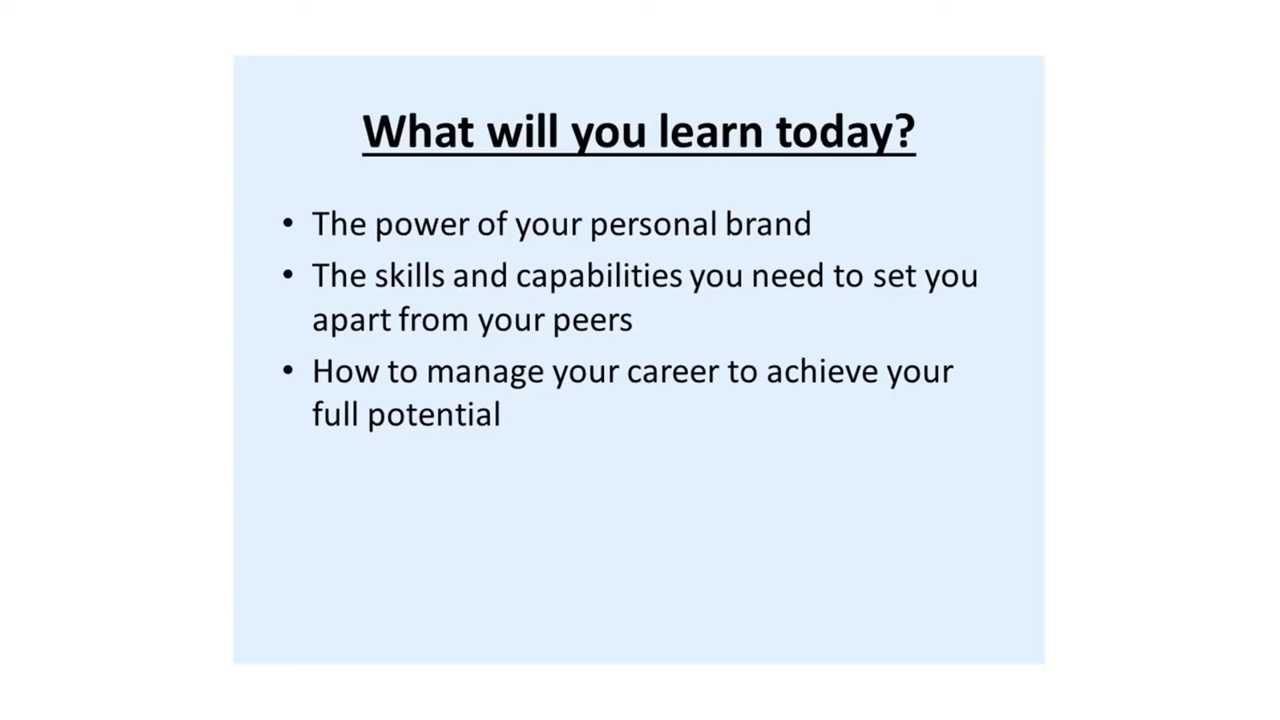 What will you learn today?
• The power of your personal brand
• The skills and capabilities you need to set you
apart from your peers
• How to manage your career to achieve your
full potential